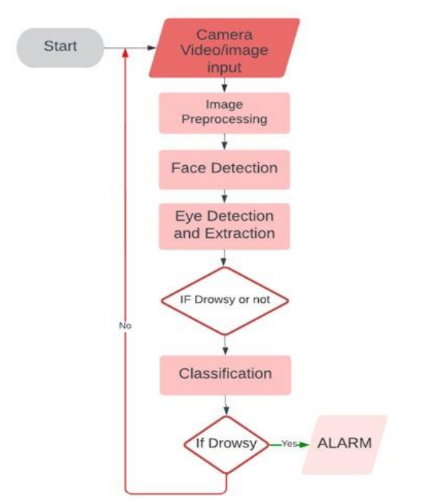 Start
Camera
Video/image
input
Image
Preprocessing
Face Detection
Eye Detection
and Extraction
IF Drowsy or not
No
Classification
If Drowsy
Yes
ALARM